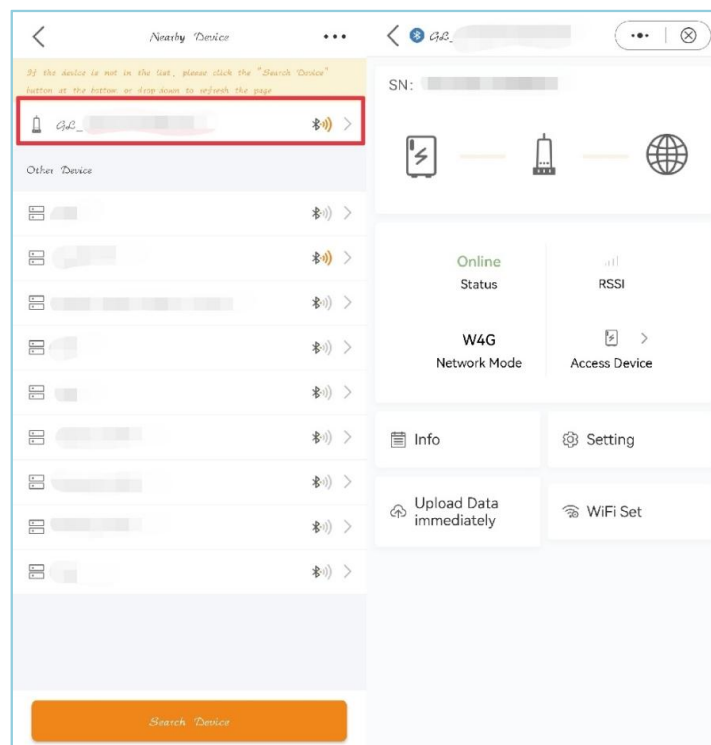 Nearby Device
If the device is not in the list, please click the "Search Device"
button at the bottom or drop down to refresh the page
GL_
Other Device
Search Device
GL_
SN:
Online
Status
RSSI
W4G
Network Mode
Access Device
Info
Setting
Upload Data
immediately
WiFi Set